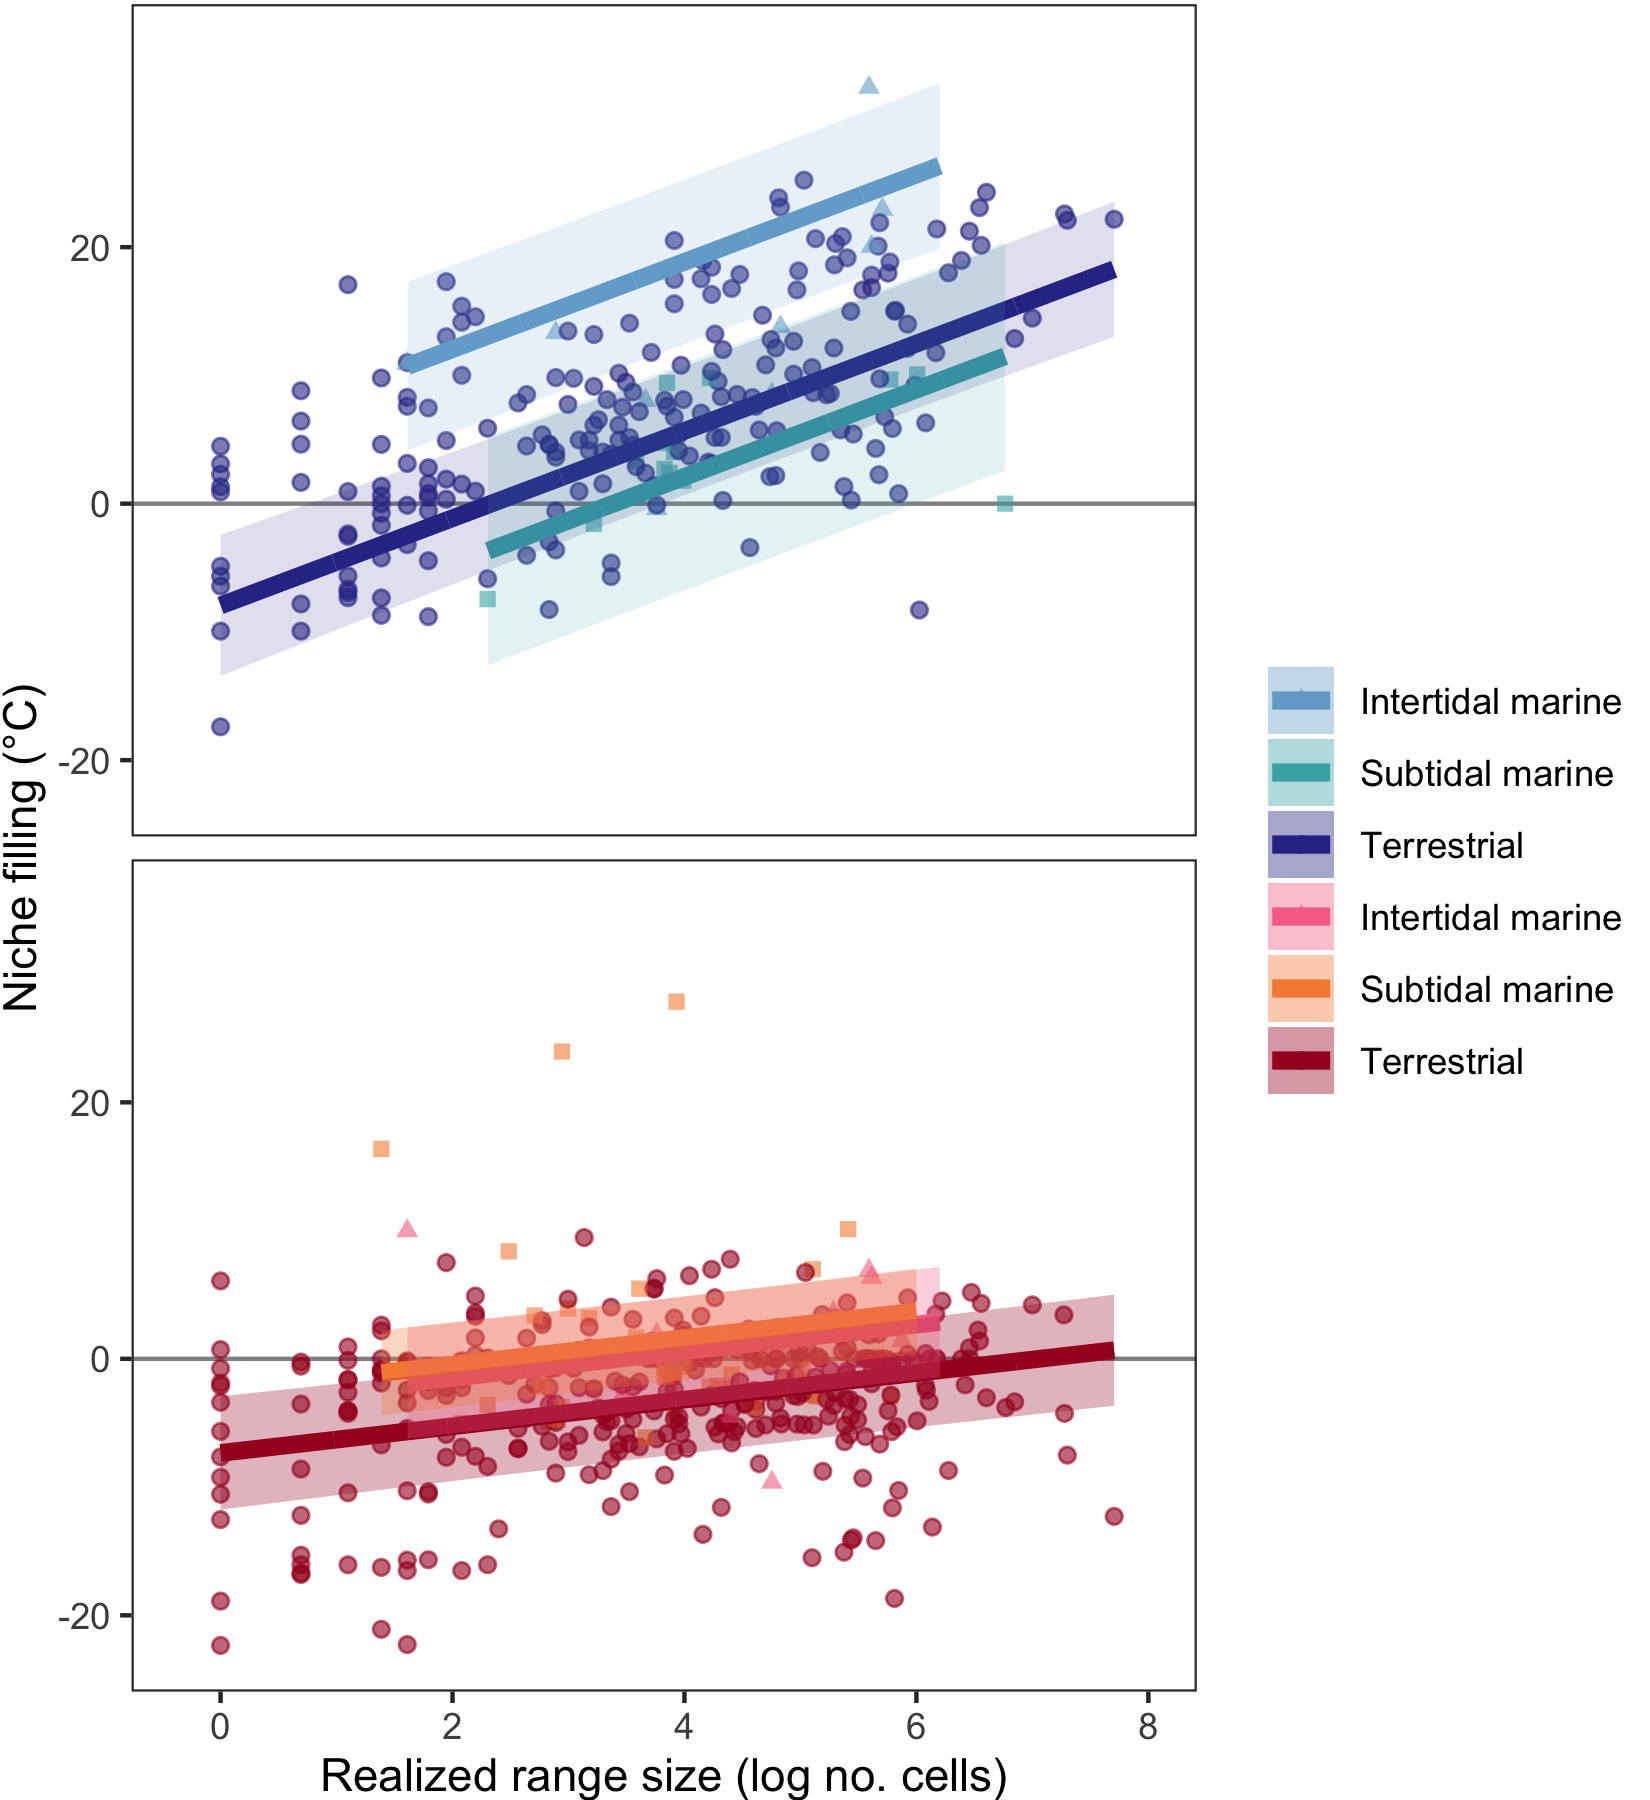 Niche filling (°C)
20
0
-20
20
0
-20
0 2 4 6 8
Realized range size (log no. cells)
Intertidal marine
Subtidal marine
Terrestrial
Intertidal marine
Subtidal marine
Terrestrial